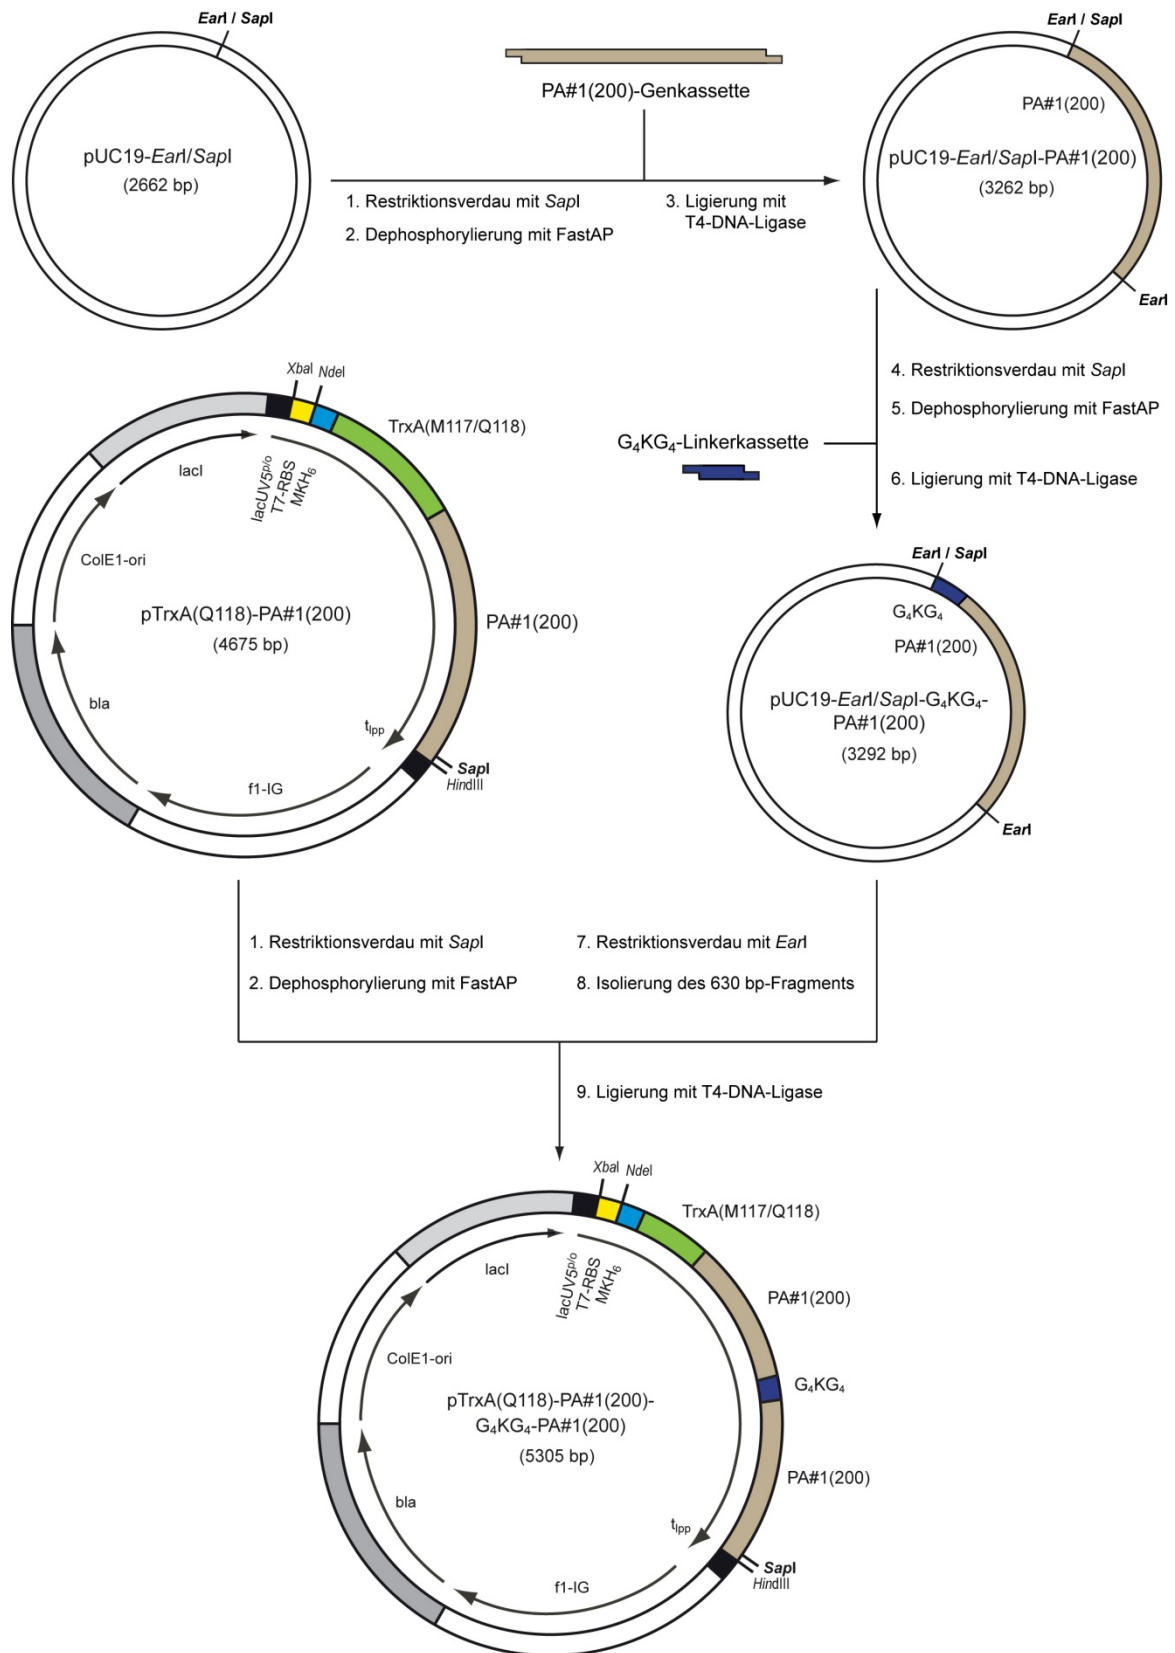 EarI / SapI
pUC19-EarI/SapI
(2662 bp)
PA#1(200)-Genkassette
1. Restriktionsverdau mit SapI
2. Dephosphorylierung mit FastAP
3. Ligierung mit
T4-DNA-Ligase
EarI / SapI
PA#1(200)
pUC19-EarI/SapI-PA#1(200)
(3262 bp)
EarI
4. Restriktionsverdau mit SapI
5. Dephosphorylierung mit FastAP
G₄KG₄-Linkerkassette
6. Ligierung mit T4-DNA-Ligase
XbaI
NdeI
TrxA(M117/Q118)
lacI
lacUV5p/o
T7-RBS
MKH₆
ColE1-ori
pTrxA(Q118)-PA#1(200)
(4675 bp)
PA#1(200)
bla
tlpp
f1-IG
SapI
HindIII
EarI / SapI
G₄KG₄
PA#1(200)
pUC19-EarI/SapI-G₄KG₄-
PA#1(200)
(3292 bp)
EarI
1. Restriktionsverdau mit SapI
2. Dephosphorylierung mit FastAP
7. Restriktionsverdau mit EarI
8. Isolierung des 630 bp-Fragments
9. Ligierung mit T4-DNA-Ligase
XbaI
NdeI
TrxA(M117/Q118)
lacI
lacUV5p/o
T7-RBS
MKH₆
PA#1(200)
ColE1-ori
G₄KG₄
pTrxA(Q118)-PA#1(200)-
G₄KG₄-PA#1(200)
(5305 bp)
PA#1(200)
bla
tlpp
f1-IG
SapI
HindIII